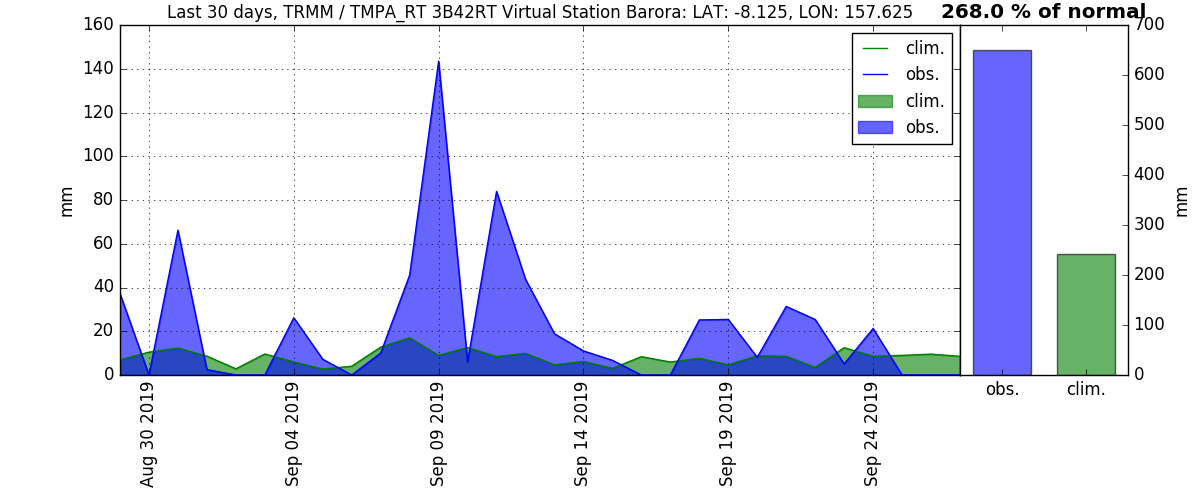 Last 30 days, TRMM / TMPA_RT 3B42RT Virtual Station Barora: LAT: -8.125, LON: 157.625
268.0 % of normal
160
140
120
100
80
60
40
20
0
mm
clim.
obs.
clim.
obs.
Aug 30 2019
Sep 04 2019
Sep 09 2019
Sep 14 2019
Sep 19 2019
Sep 24 2019
700
600
500
400
300
200
100
0
mm
obs.
clim.